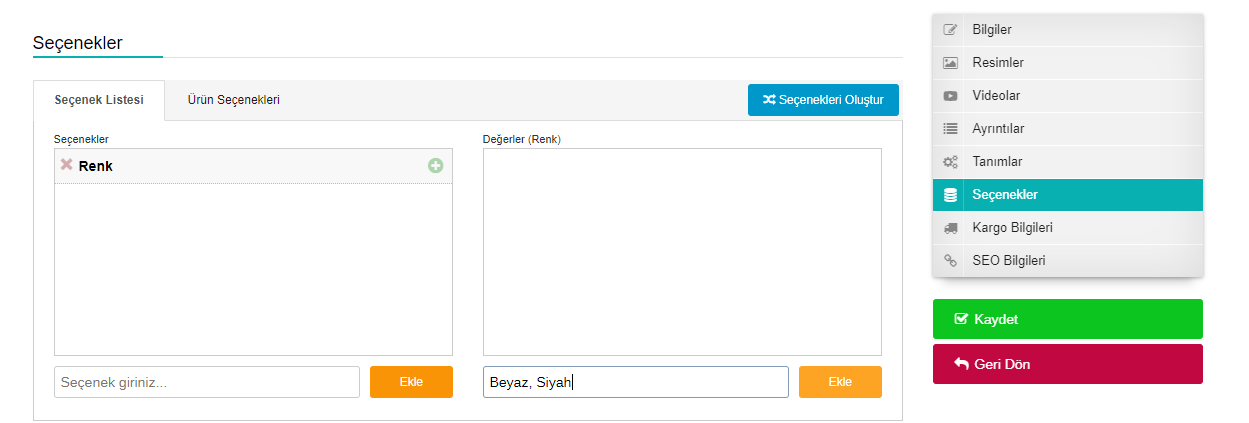 Seçenekler
Seçenek Listesi
Ürün Seçenekleri
Seçenekleri Oluştur
Seçenekler
Renk
Seçenek giriniz...
Ekle
Değerler (Renk)
Beyaz, Siyah
Ekle
Bilgiler
Resimler
Videolar
Ayrıntılar
Tanımlar
Seçenekler
Kargo Bilgileri
SEO Bilgileri
Kaydet
Geri Dön